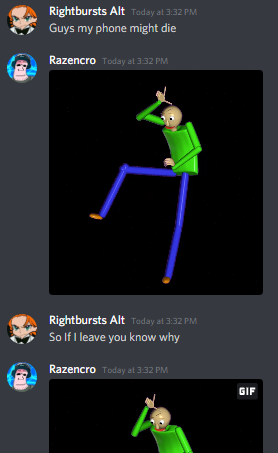 Rightbursts Alt Today at 3:32 PM
Guys my phone might die
Razencro Today at 3:32 PM
Rightbursts Alt Today at 3:32 PM
So If I leave you know why
Razencro Today at 3:32 PM
GIF